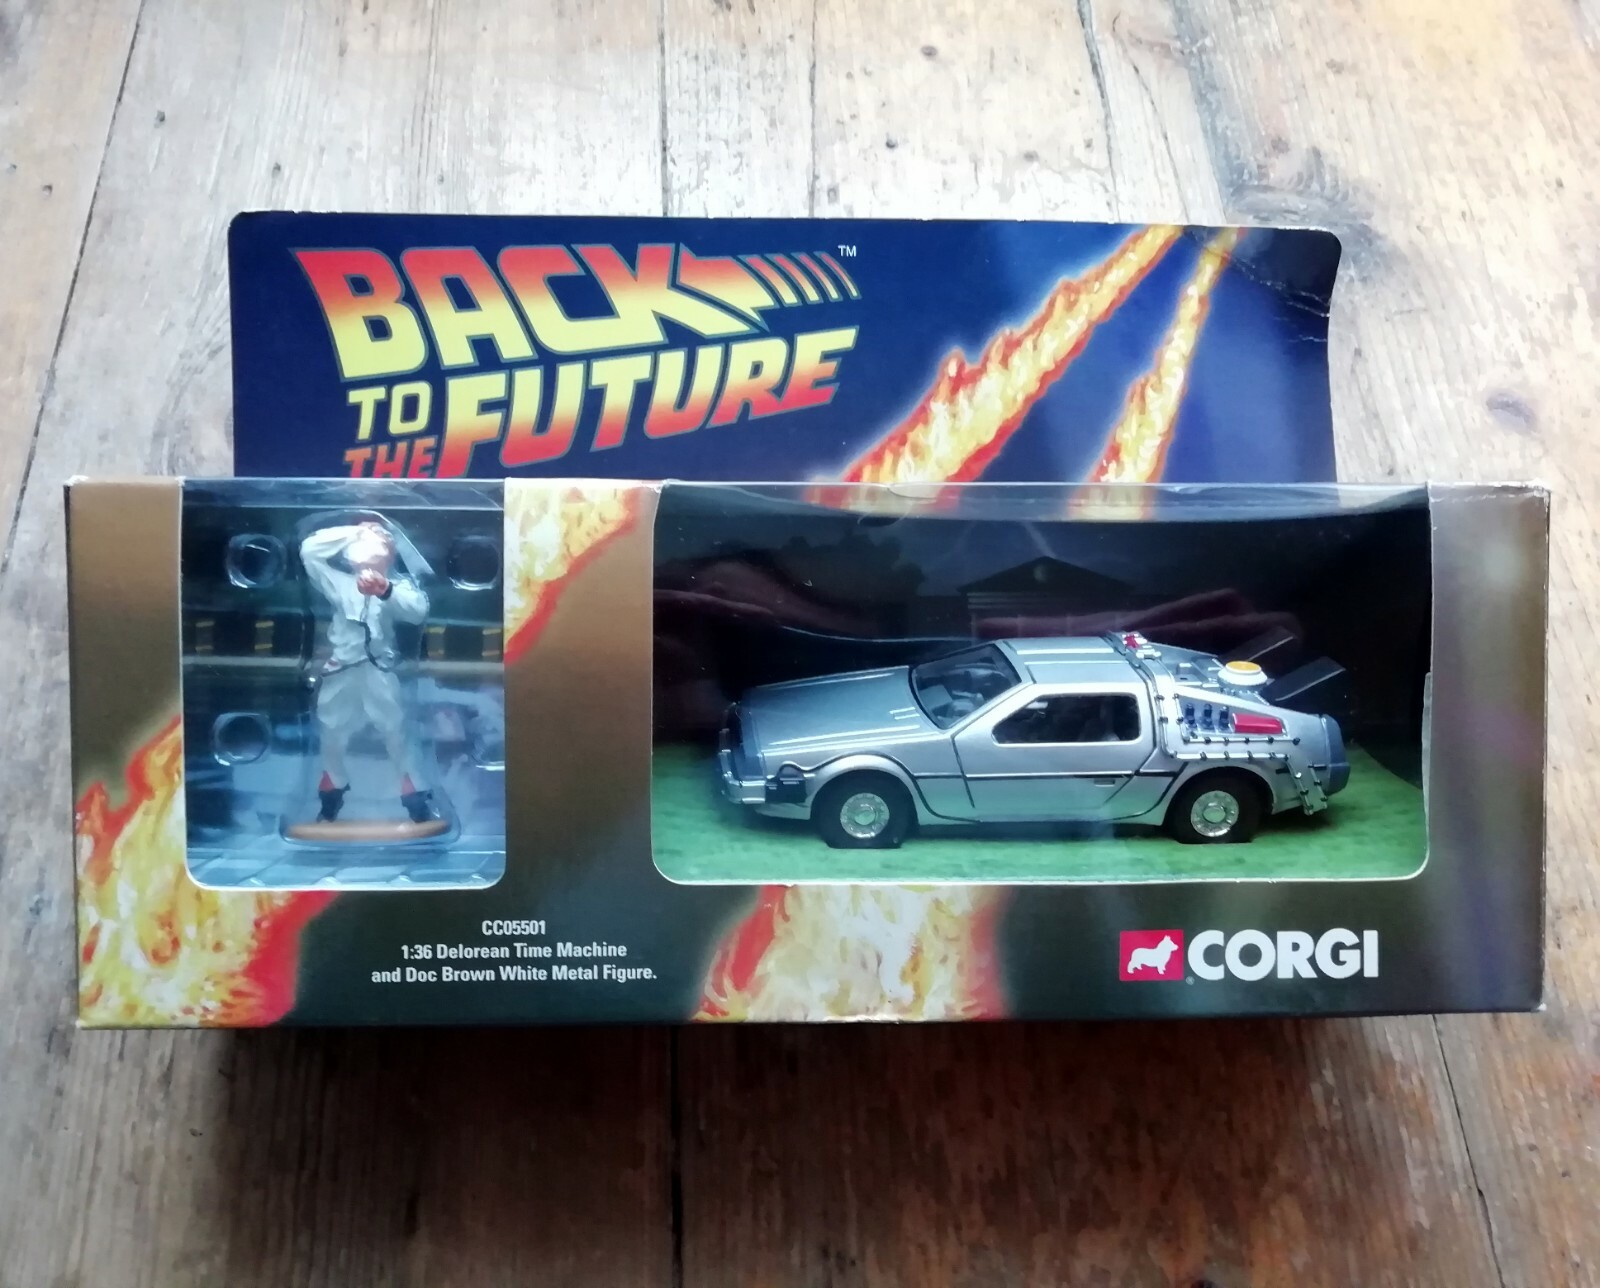 BACK ™
TO
THE FUTURE
CC05501
1:36 Delorean Time Machine
and Doc Brown White Metal Figure.
CORGI